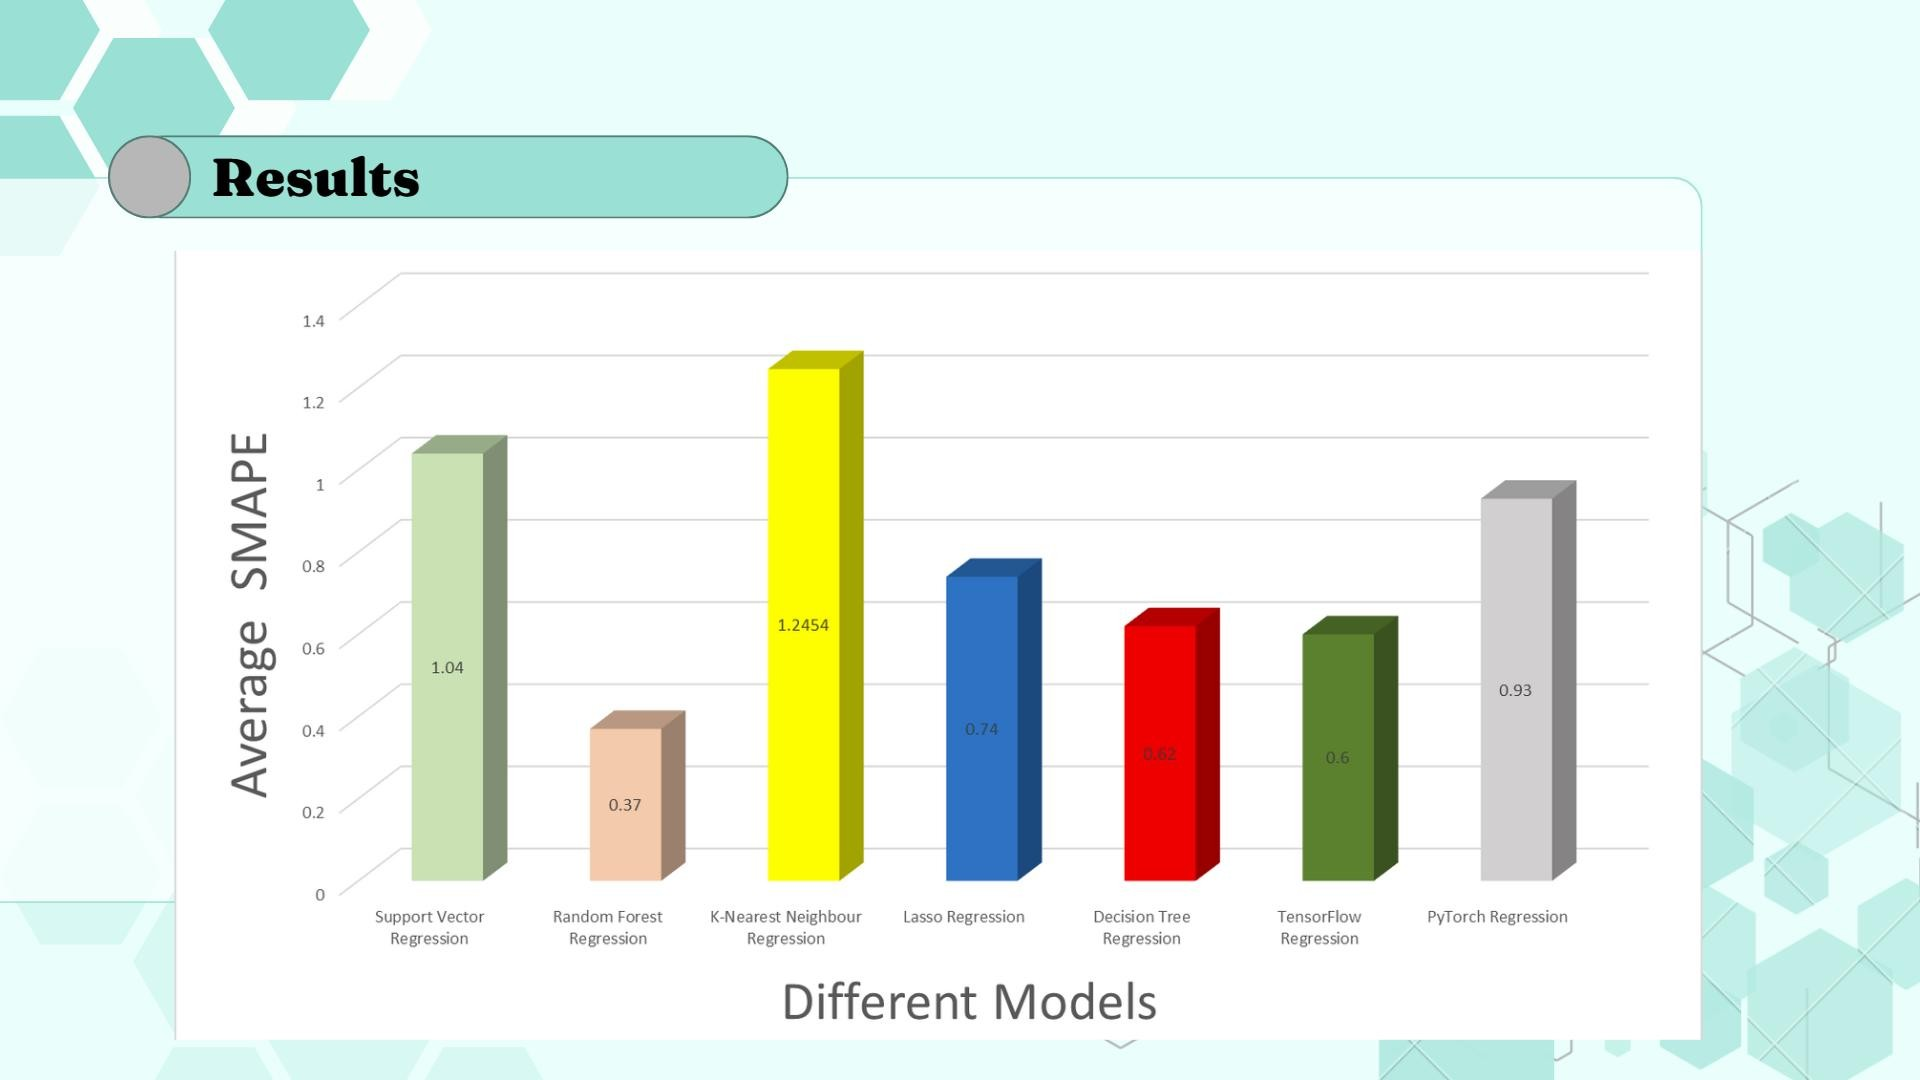 Results
Average SMAPE
1.4
1.2
1
0.8
0.6
0.4
0.2
0
1.04
0.37
1.2454
0.74
0.62
0.6
0.93
Support Vector
Regression
Random Forest
Regression
K-Nearest Neighbour
Regression
Lasso Regression
Decision Tree
Regression
TensorFlow
Regression
PyTorch Regression
Different Models